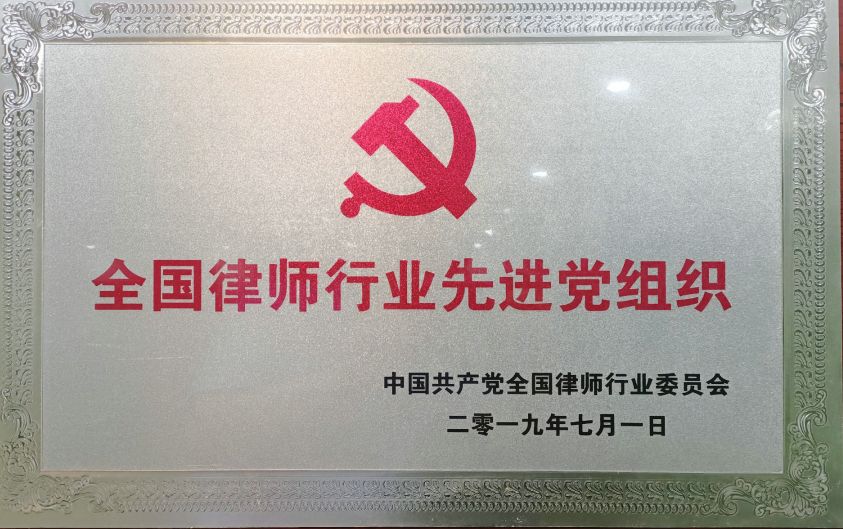 全国律师行业先进党组织
中国共产党全国律师行业委员会
二零一九年七月一日